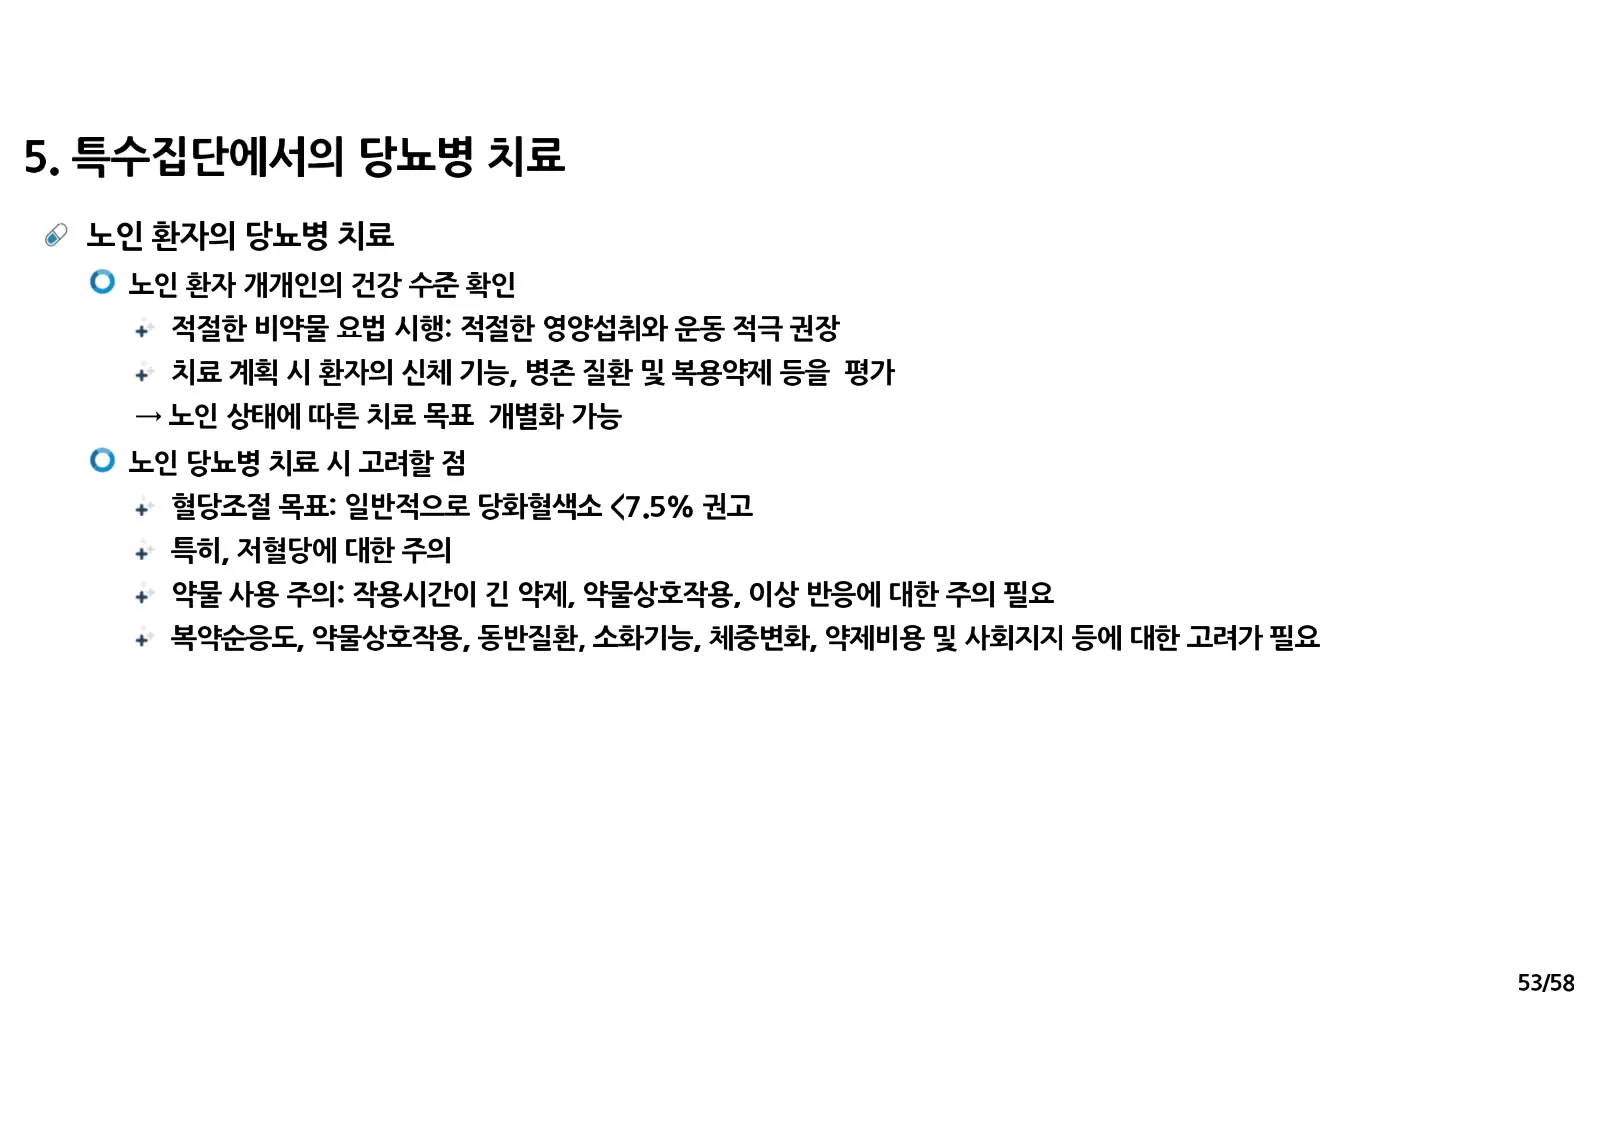 5. 특수집단에서의 당뇨병 치료
노인 환자의 당뇨병 치료
노인 환자 개개인의 건강 수준 확인
적절한 비약물 요법 시행: 적절한 영양섭취와 운동 적극 권장
치료 계획 시 환자의 신체 기능, 병존 질환 및 복용약제 등을 평가
→ 노인 상태에 따른 치료 목표 개별화 가능
노인 당뇨병 치료 시 고려할 점
혈당조절 목표: 일반적으로 당화혈색소 <7.5% 권고
특히, 저혈당에 대한 주의
약물 사용 주의: 작용시간이 긴 약제, 약물상호작용, 이상 반응에 대한 주의 필요
복약순응도, 약물상호작용, 동반질환, 소화기능, 체중변화, 약제비용 및 사회지지 등에 대한 고려가 필요
53/58